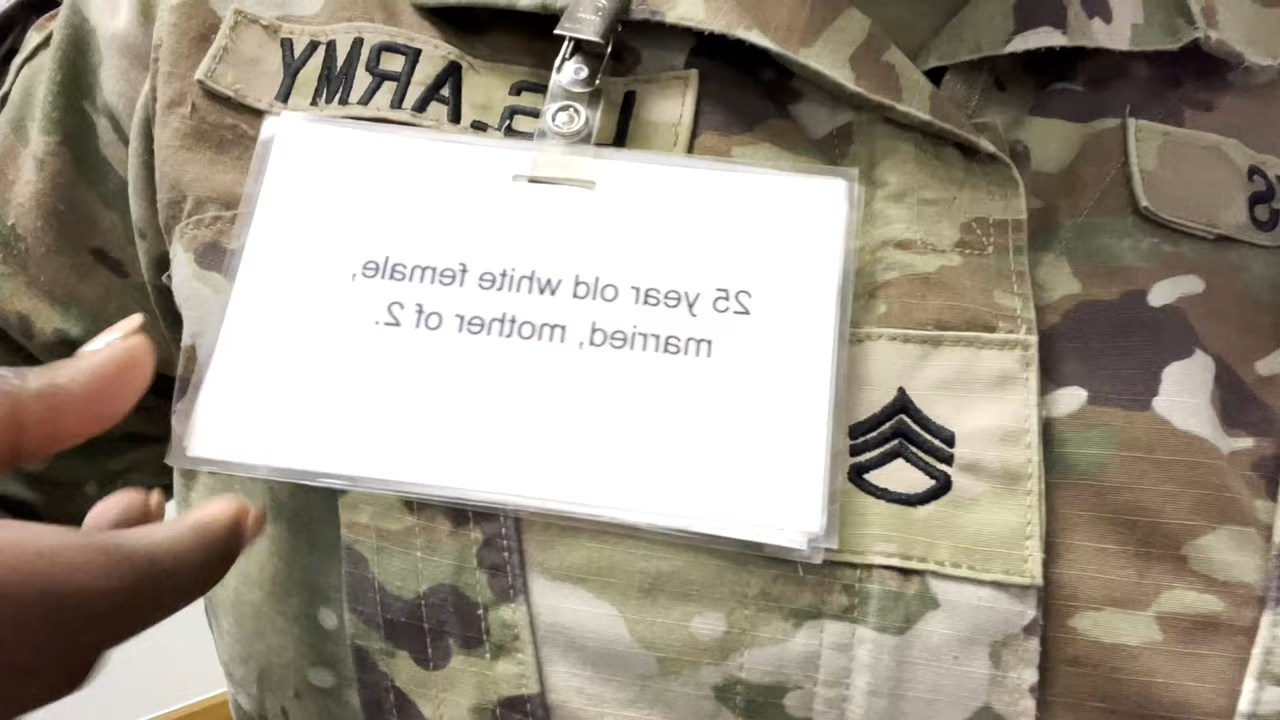 U.S. ARMY
25 year old white female,
married, mother of 2.